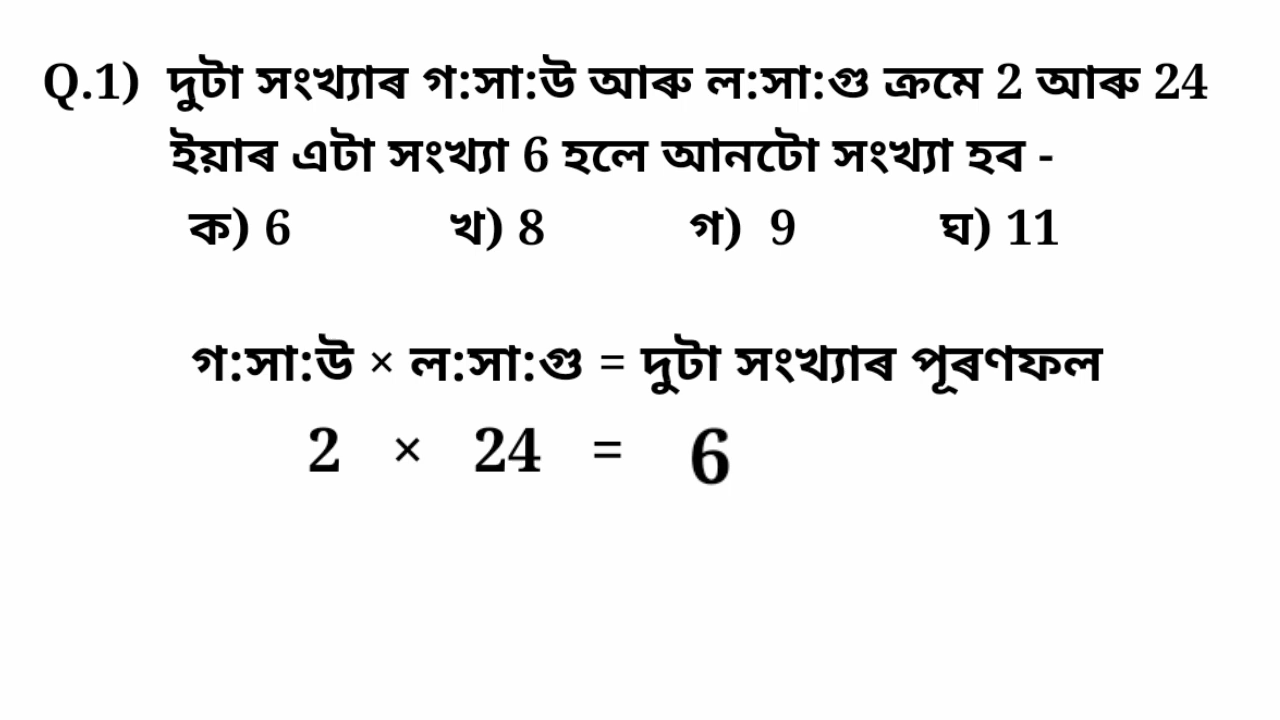 Q.1) দুটা সংখ্যাৰ গ:সা:উ আৰু ল:সা:গু ক্ৰমে 2 আৰু 24
ইয়াৰ এটা সংখ্যা 6 হলে আনটো সংখ্যা হব -
ক) 6 খ) 8 গ) 9 ঘ) 11
গ:সা:উ × ল:সা:গু = দুটা সংখ্যাৰ পূৰণফল
2 × 24 = 6